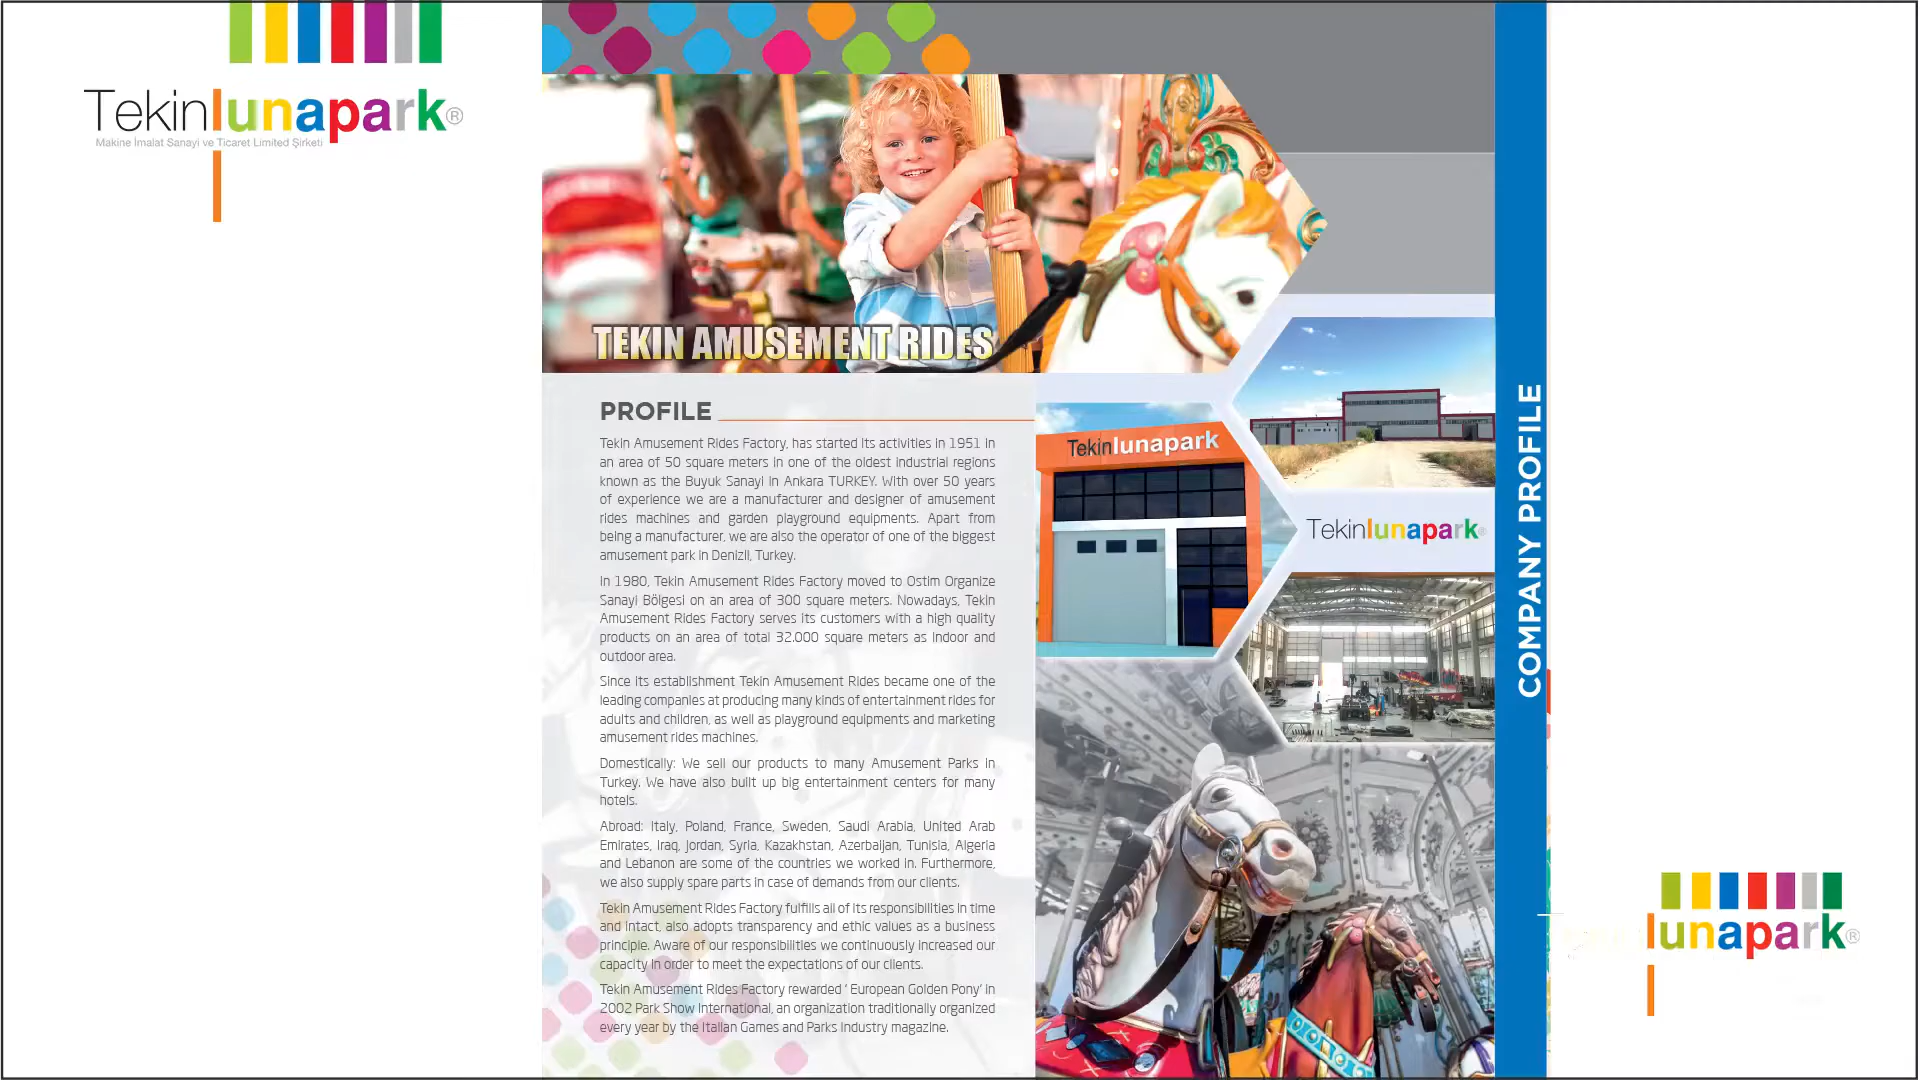 Tekinlunapark®
Makine İmalat Sanayi ve Ticaret Limited Şirketi
TEKIN AMUSEMENT RIDES
PROFILE
Tekin Amusement Rides Factory, has started its activities in 1951 in
an area of 50 square meters in one of the oldest industrial regions
known as the Buyuk Sanayi in Ankara TURKEY. With over 50 years
of experience we are a manufacturer and designer of amusement
rides machines and garden playground equipments. Apart from
being a manufacturer, we are also the operator of one of the biggest
amusement park in Denizli, Turkey.
In 1980, Tekin Amusement Rides Factory moved to Ostim Organize
Sanayi Bölgesi on an area of 300 square meters. Nowadays, Tekin
Amusement Rides Factory serves its customers with a high quality
products on an area of total 32.000 square meters as indoor and
outdoor area.
Since its establishment Tekin Amusement Rides became one of the
leading companies at producing many kinds of entertainment rides for
adults and children, as well as playground equipments and marketing
amusement rides machines.
Domestically: We sell our products to many Amusement Parks in
Turkey. We have also built up big entertainment centers for many
hotels.
Abroad: Italy, Poland, France, Sweden, Saudi Arabia, United Arab
Emirates, Iraq, Jordan, Syria, Kazakhstan, Azerbaijan, Tunisia, Algeria
and Lebanon are some of the countries we worked in. Furthermore,
we also supply spare parts in case of demands from our clients.
Tekin Amusement Rides Factory fulfills all of its responsibilities in time
and intact, also adopts transparency and ethic values as a business
principle. Aware of our responsibilities we continuously increased our
capacity in order to meet the expectations of our clients.
Tekin Amusement Rides Factory rewarded ‘ European Golden Pony’ in
2002 Park Show International, an organization traditionally organized
every year by the Italian Games and Parks Industry magazine.
Tekinlunapark
Tekinlunapark®
COMPANY PROFILE
lunapark®